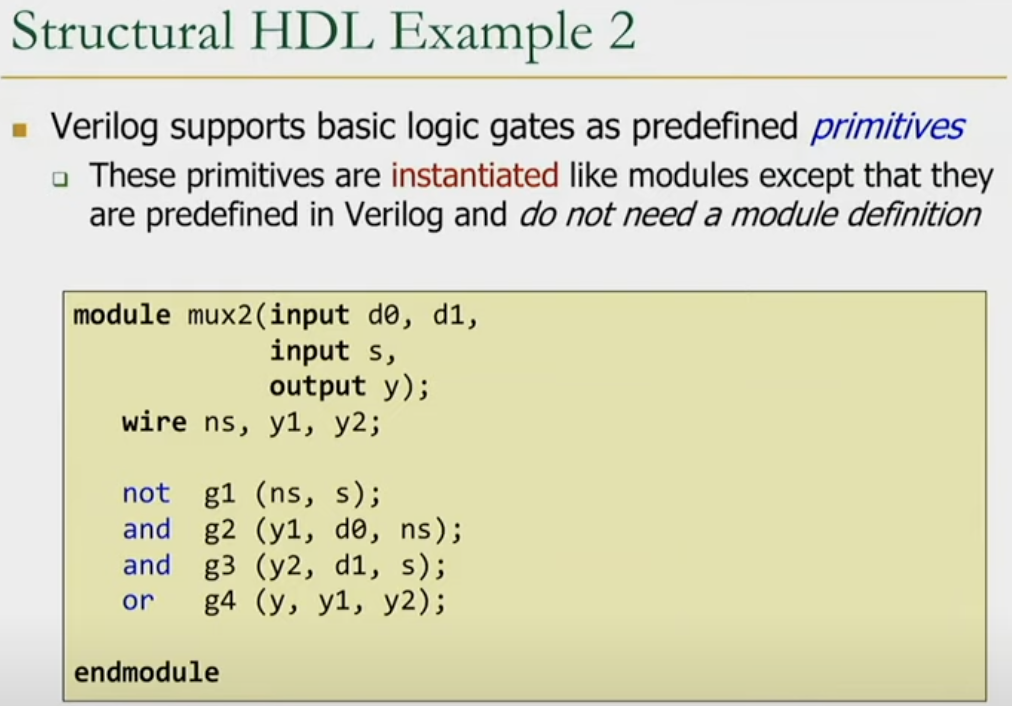 Structural HDL Example 2
Verilog supports basic logic gates as predefined primitives
These primitives are instantiated like modules except that they
are predefined in Verilog and do not need a module definition
module mux2(input d0, d1,
            input s,
            output y);
   wire ns, y1, y2;
   not  g1 (ns, s);
   and  g2 (y1, d0, ns);
   and  g3 (y2, d1, s);
   or   g4 (y, y1, y2);
endmodule